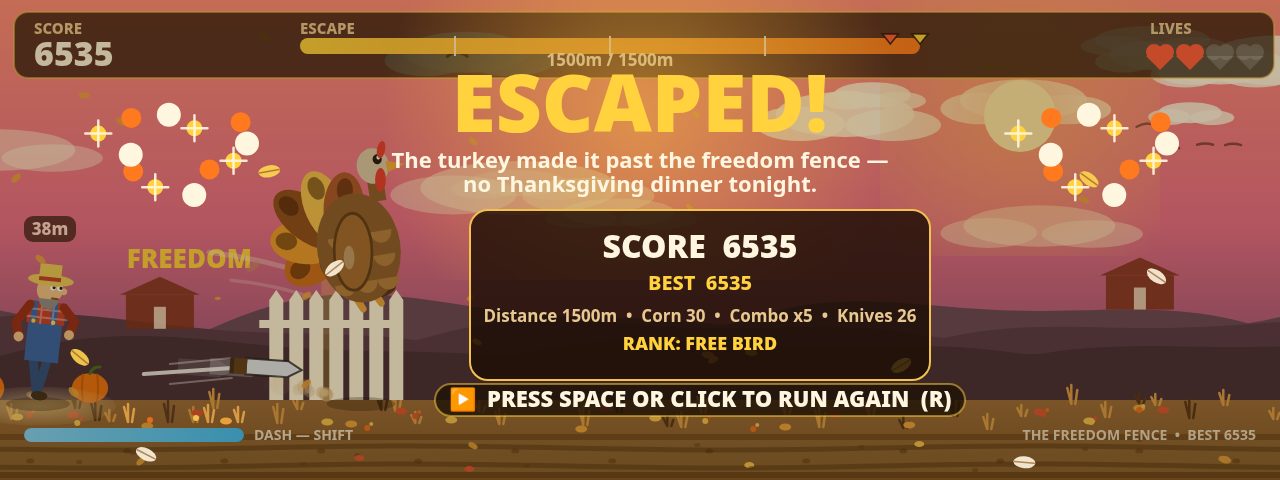 SCORE
6535
ESCAPE
1500m / 1500m
LIVES
ESCAPED!
The turkey made it past the freedom fence —
no Thanksgiving dinner tonight.
38m
FREEDOM
SCORE 6535
BEST 6535
Distance 1500m • Corn 30 • Combo x5 • Knives 26
RANK: FREE BIRD
PRESS SPACE OR CLICK TO RUN AGAIN (R)
DASH — SHIFT
THE FREEDOM FENCE • BEST 6535